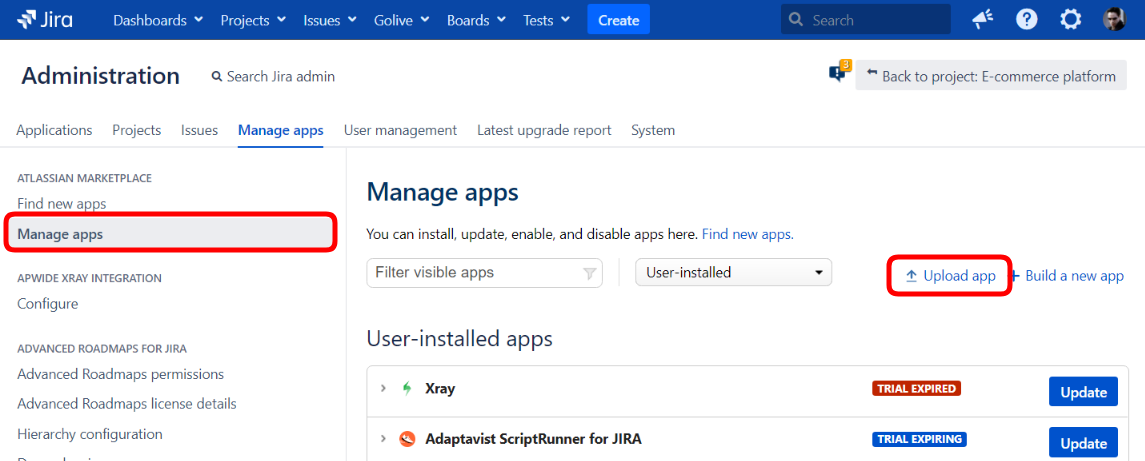 Jira Dashboards Projects Issues Golive Boards Tests Create Search
Administration Search Jira admin 3 Back to project: E-commerce platform
Applications Projects Issues Manage apps User management Latest upgrade report System
ATLASSIAN MARKETPLACE
Find new apps
Manage apps
APWIDE XRAY INTEGRATION
Configure
ADVANCED ROADMAPS FOR JIRA
Advanced Roadmaps permissions
Advanced Roadmaps license details
Hierarchy configuration
Manage apps
You can install, update, enable, and disable apps here. Find new apps.
Filter visible apps User-installed Upload app + Build a new app
User-installed apps
Xray TRIAL EXPIRED Update
Adaptavist ScriptRunner for JIRA TRIAL EXPIRING Update